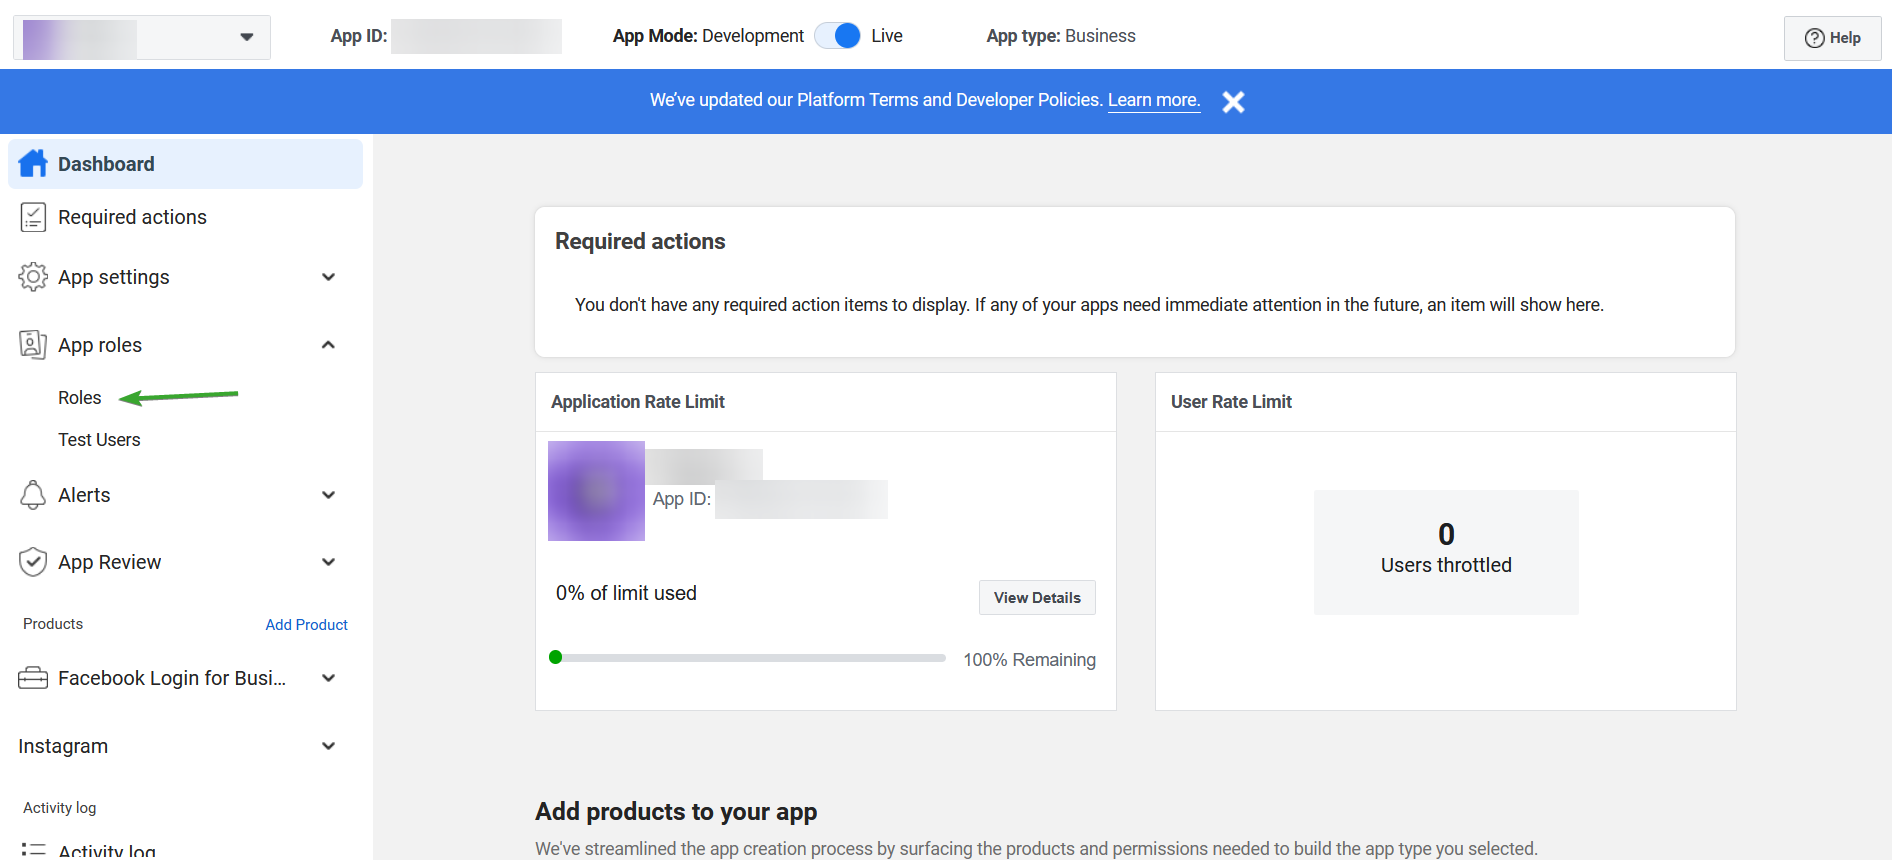 App ID:
App Mode: Development Live
App type: Business
Help
We've updated our Platform Terms and Developer Policies. Learn more.
Dashboard
Required actions
App settings
App roles
Roles
Test Users
Alerts
App Review
Products
Add Product
Facebook Login for Busi...
Instagram
Activity log
Activity log
Required actions
You don't have any required action items to display. If any of your apps need immediate attention in the future, an item will show here.
Application Rate Limit
App ID:
0% of limit used
View Details
100% Remaining
User Rate Limit
0
Users throttled
Add products to your app
We've streamlined the app creation process by surfacing the products and permissions needed to build the app type you selected.